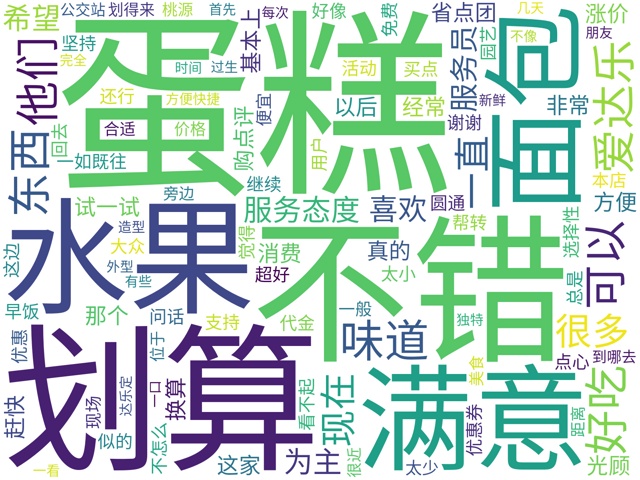 希望
公交站
划得来
桃源
首先
每次
好像
免费
省点团
几天
涨价
坚持
完全
时间
过生
基本上
活动
买点
服务员
园艺
不像
朋友
他们
蛋糕
面包
爱达乐
还行
方便快捷
便宜
合适
价格
购点评
以后
经常
新鲜
非常
东西
回去
一如既往
用户
谢谢
一直
本店
方便
旁边
继续
圆通
试一试
服务态度
喜欢
帮转
选择性
可以
这边
造型
大众
觉得
消费
真的
水果
不错
外型
有些
超好
太小
总是
早饭
那个
问话
一般
独特
很多
支持
代金
味道
到哪去
优惠
位于
美食
点心
划算
满意
好吃
赶快
现场
达乐定
一口
换算
看不起
现在
优惠券
距离
似的
不怎么
一看
这家
为主
很近
太少
光顾